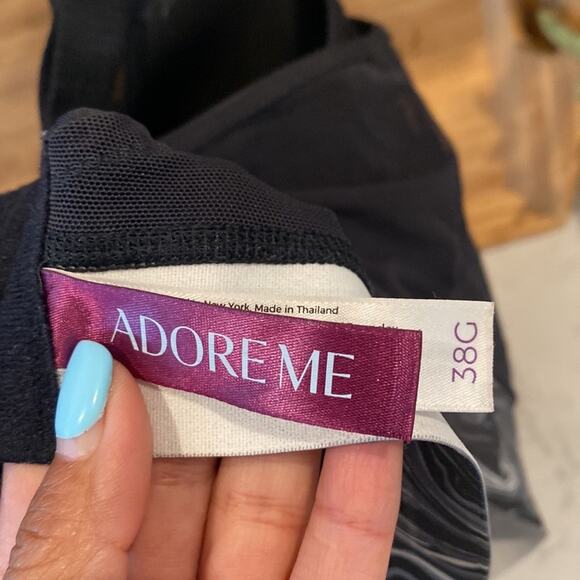 New York, Made in Thailand
ADORE ME
38G